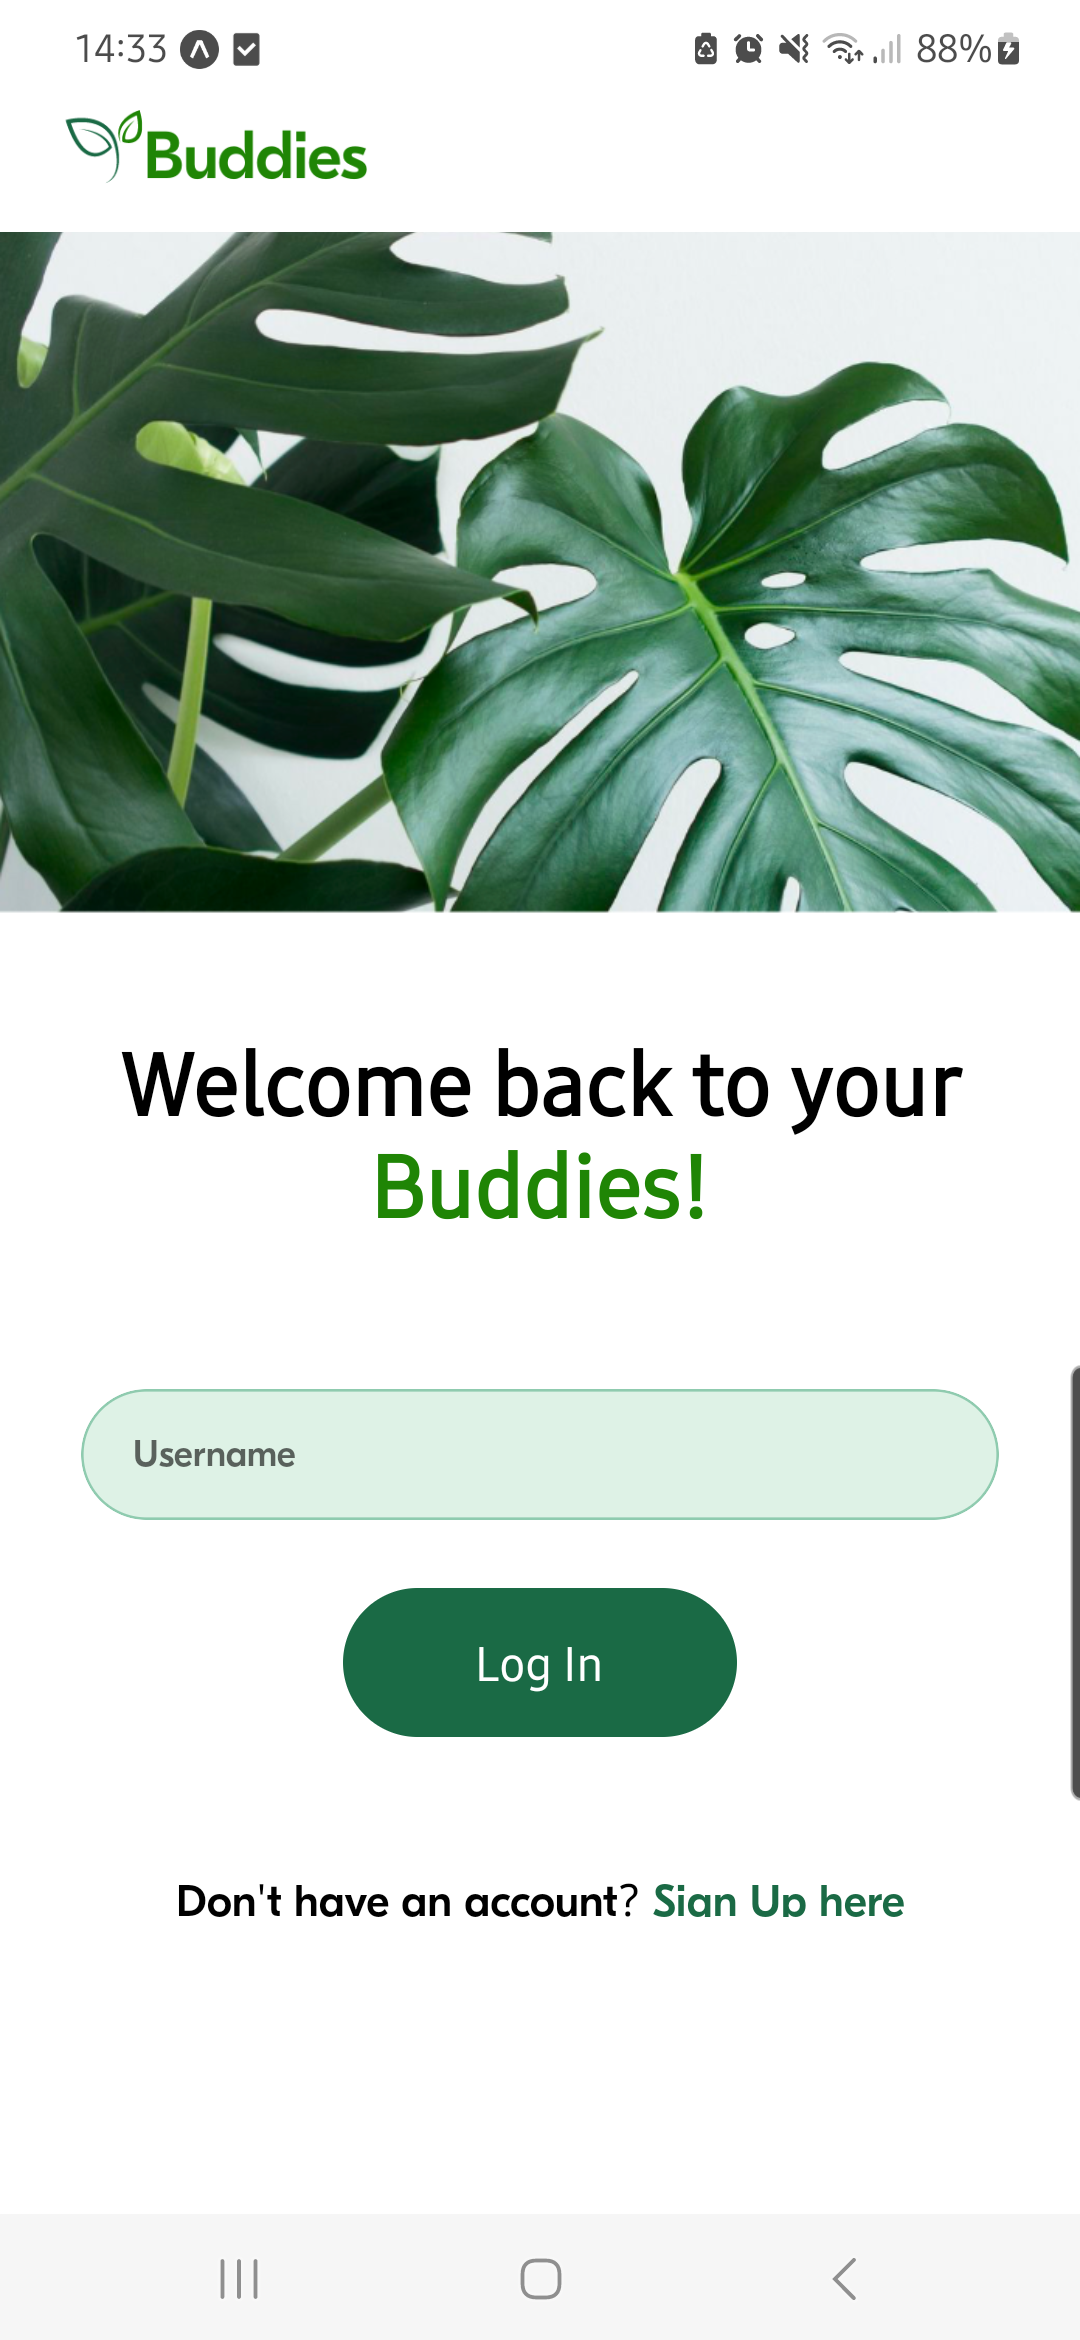 14:33 88%
Buddies
Welcome back to your
Buddies!
Username
Log In
Don't have an account? Sign Up here